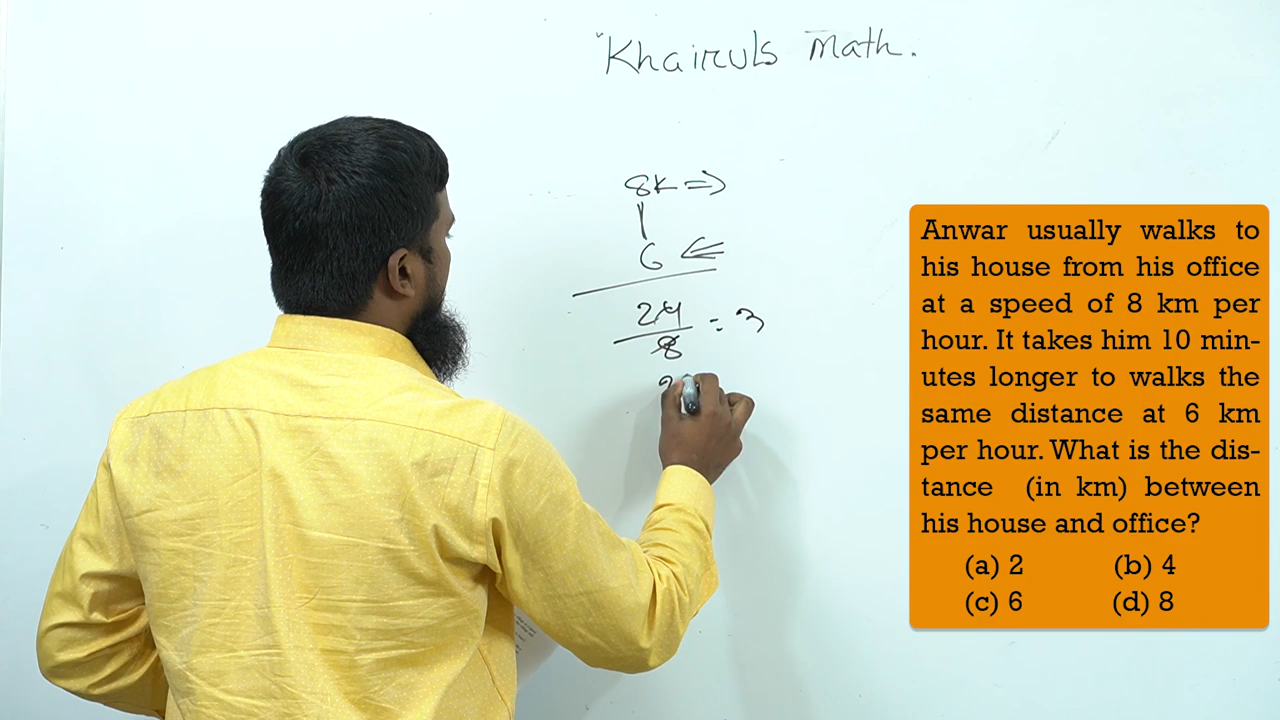 Khairul's Math.
8k ⇒
6 ⇐
24
8
= 3
2
Anwar usually walks to
his house from his office
at a speed of 8 km per
hour. It takes him 10 min-
utes longer to walks the
same distance at 6 km
per hour. What is the dis-
tance (in km) between
his house and office?
(a) 2 (b) 4
(c) 6 (d) 8